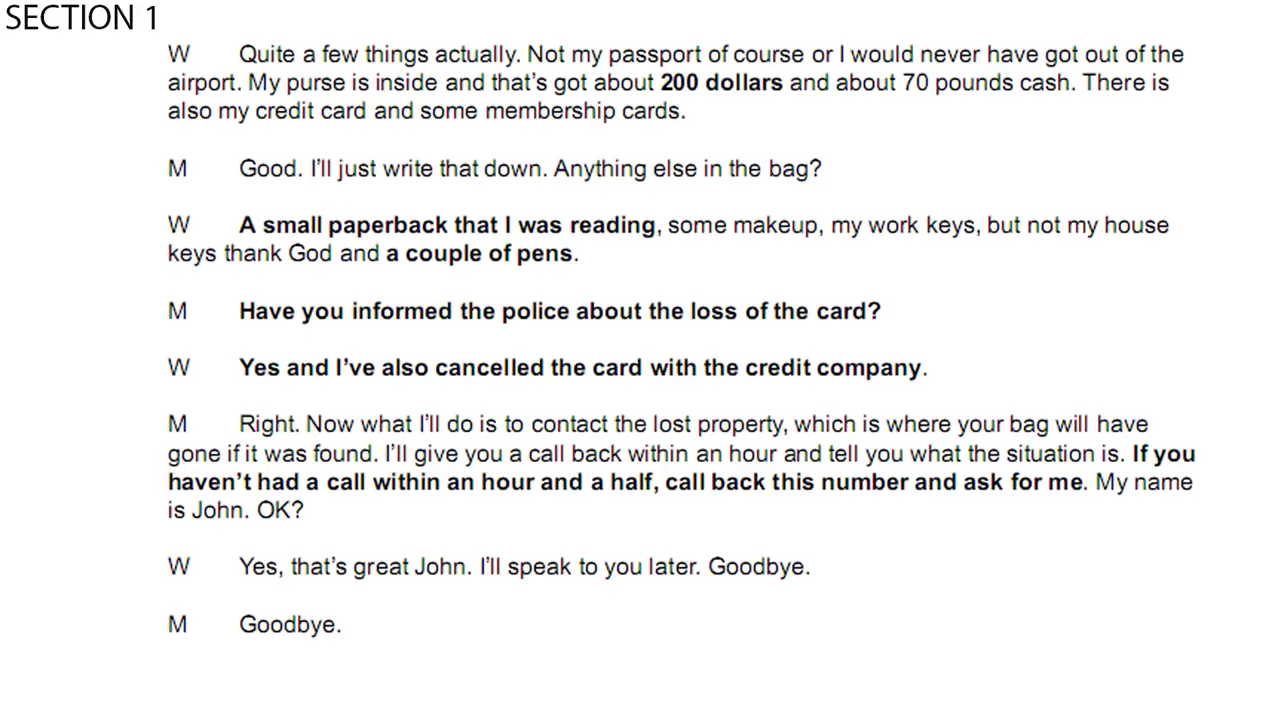 SECTION 1
W Quite a few things actually. Not my passport of course or I would never have got out of the
airport. My purse is inside and that's got about 200 dollars and about 70 pounds cash. There is
also my credit card and some membership cards.
M Good. I'll just write that down. Anything else in the bag?
W A small paperback that I was reading, some makeup, my work keys, but not my house
keys thank God and a couple of pens.
M Have you informed the police about the loss of the card?
W Yes and I've also cancelled the card with the credit company.
M Right. Now what I'll do is to contact the lost property, which is where your bag will have
gone if it was found. I'll give you a call back within an hour and tell you what the situation is. If you
haven't had a call within an hour and a half, call back this number and ask for me. My name
is John. OK?
W Yes, that's great John. I'll speak to you later. Goodbye.
M Goodbye.